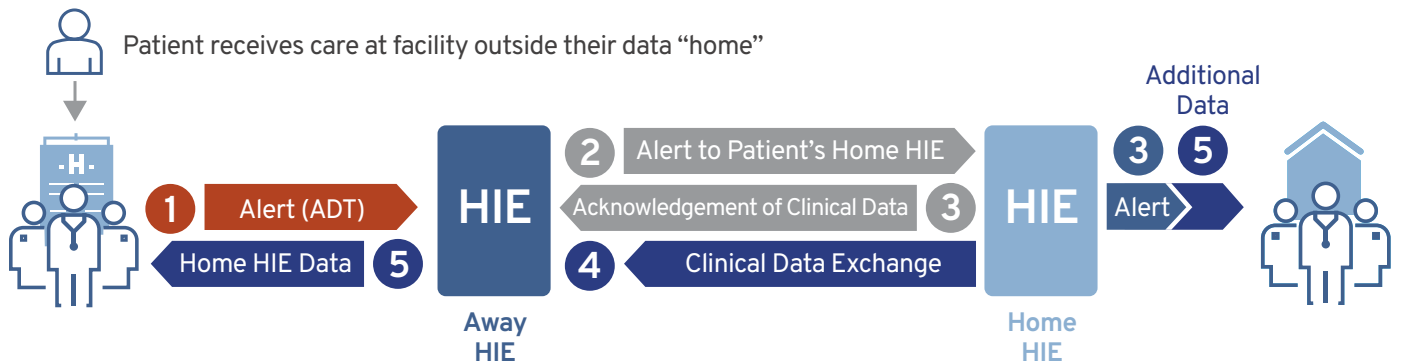 Patient receives care at facility outside their data “home”
Additional
Data
H
1
Alert (ADT)
HIE
2
Alert to Patient’s Home HIE
HIE
3
5
Acknowledgement of Clinical Data
3
Alert
Home HIE Data
5
4
Clinical Data Exchange
Away
HIE
Home
HIE